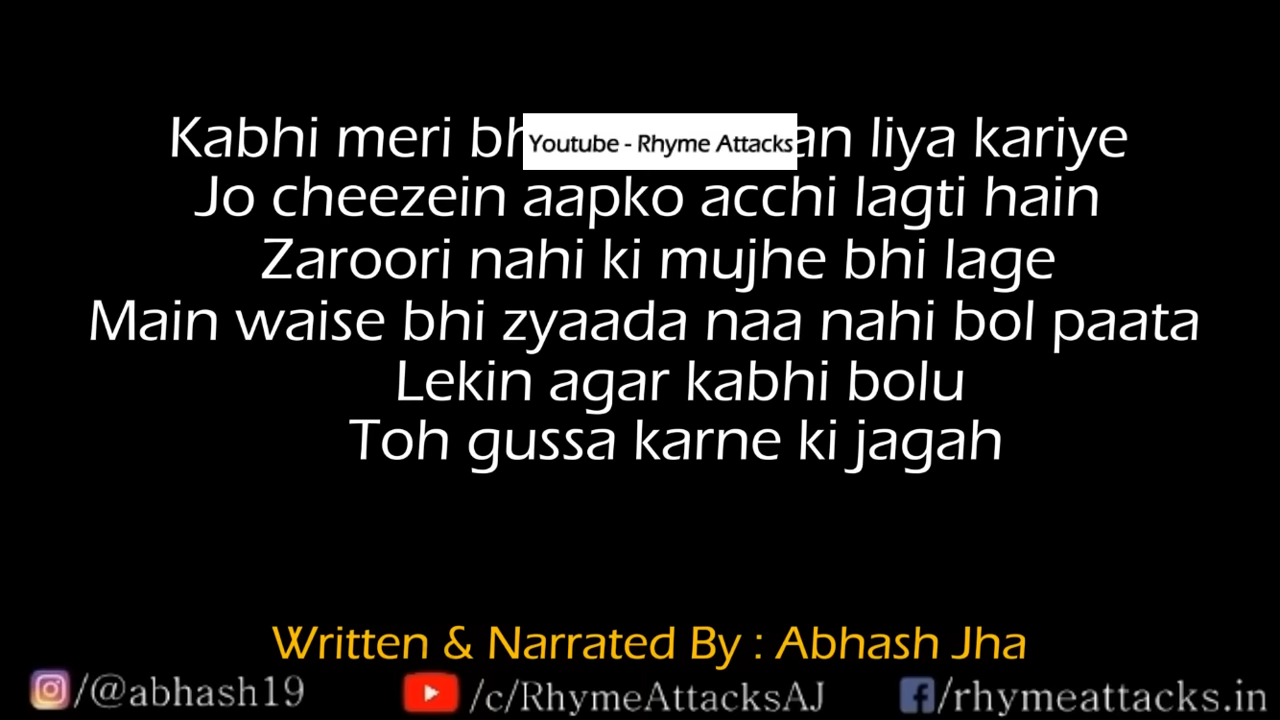 Kabhi meri liya kariye
Youtube - Rhyme Attacks
Jo cheezein aapko acchi lagti hain
Zaroori nahi ki mujhe bhi lage
Main waise bhi zyaada naa nahi bol paata
Lekin agar kabhi bolu
Toh gussa karne ki jagah
Written & Narrated By : Abhash Jha
/@abhash19 /c/RhymeAttacksAJ /rhymeattacks.in